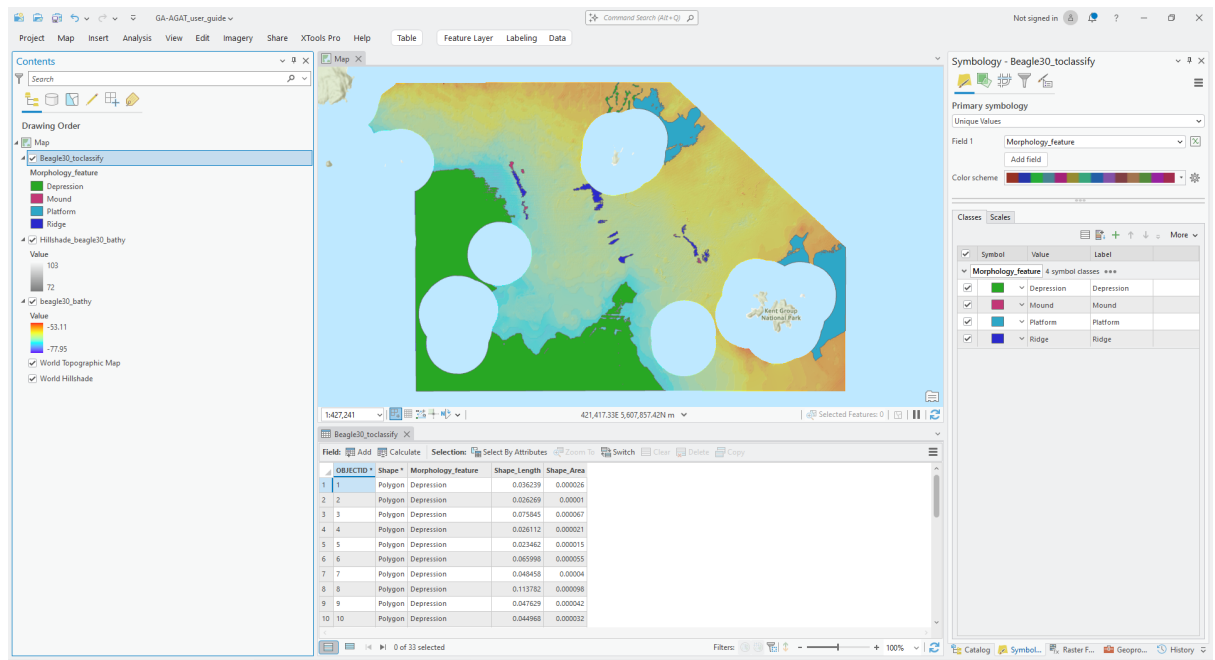 GA-AGAT_user_guide
Command Search (Alt+Q)
Not signed in
?
Project Map Insert Analysis View Edit Imagery Share XTools Pro Help Table Feature Layer Labeling Data
Contents
Search
Drawing Order
Map
Beagle30_toclassify
Morphology_feature
Depression
Mound
Platform
Ridge
Hillshade_beagle30_bathy
Value
103
72
beagle30_bathy
Value
-53.11
-77.95
World Topographic Map
World Hillshade
Map
Kent Group
National Park
1:427,241
421,417.33E 5,607,857.42N m
Selected Features: 0
Beagle30_toclassify
Field: Add Calculate Selection: Select By Attributes Zoom To Switch Clear Delete Copy
OBJECTID * Shape * Morphology_feature Shape_Length Shape_Area
1 1 Polygon Depression 0.036239 0.000026
2 2 Polygon Depression 0.026269 0.00001
3 3 Polygon Depression 0.075845 0.000067
4 4 Polygon Depression 0.026112 0.000021
5 5 Polygon Depression 0.023462 0.000015
6 6 Polygon Depression 0.065998 0.000055
7 7 Polygon Depression 0.048458 0.00004
8 8 Polygon Depression 0.113782 0.000098
9 9 Polygon Depression 0.047629 0.000042
10 10 Polygon Depression 0.044968 0.000032
0 of 33 selected
Filters:
- + 100%
Symbology - Beagle30_toclassify
Primary symbology
Unique Values
Field 1 Morphology_feature
Add field
Color scheme
Classes Scales
More
Symbol Value Label
Morphology_feature 4 symbol classes
Depression Depression
Mound Mound
Platform Platform
Ridge Ridge
Catalog Symbol... Raster F... Geopro... History